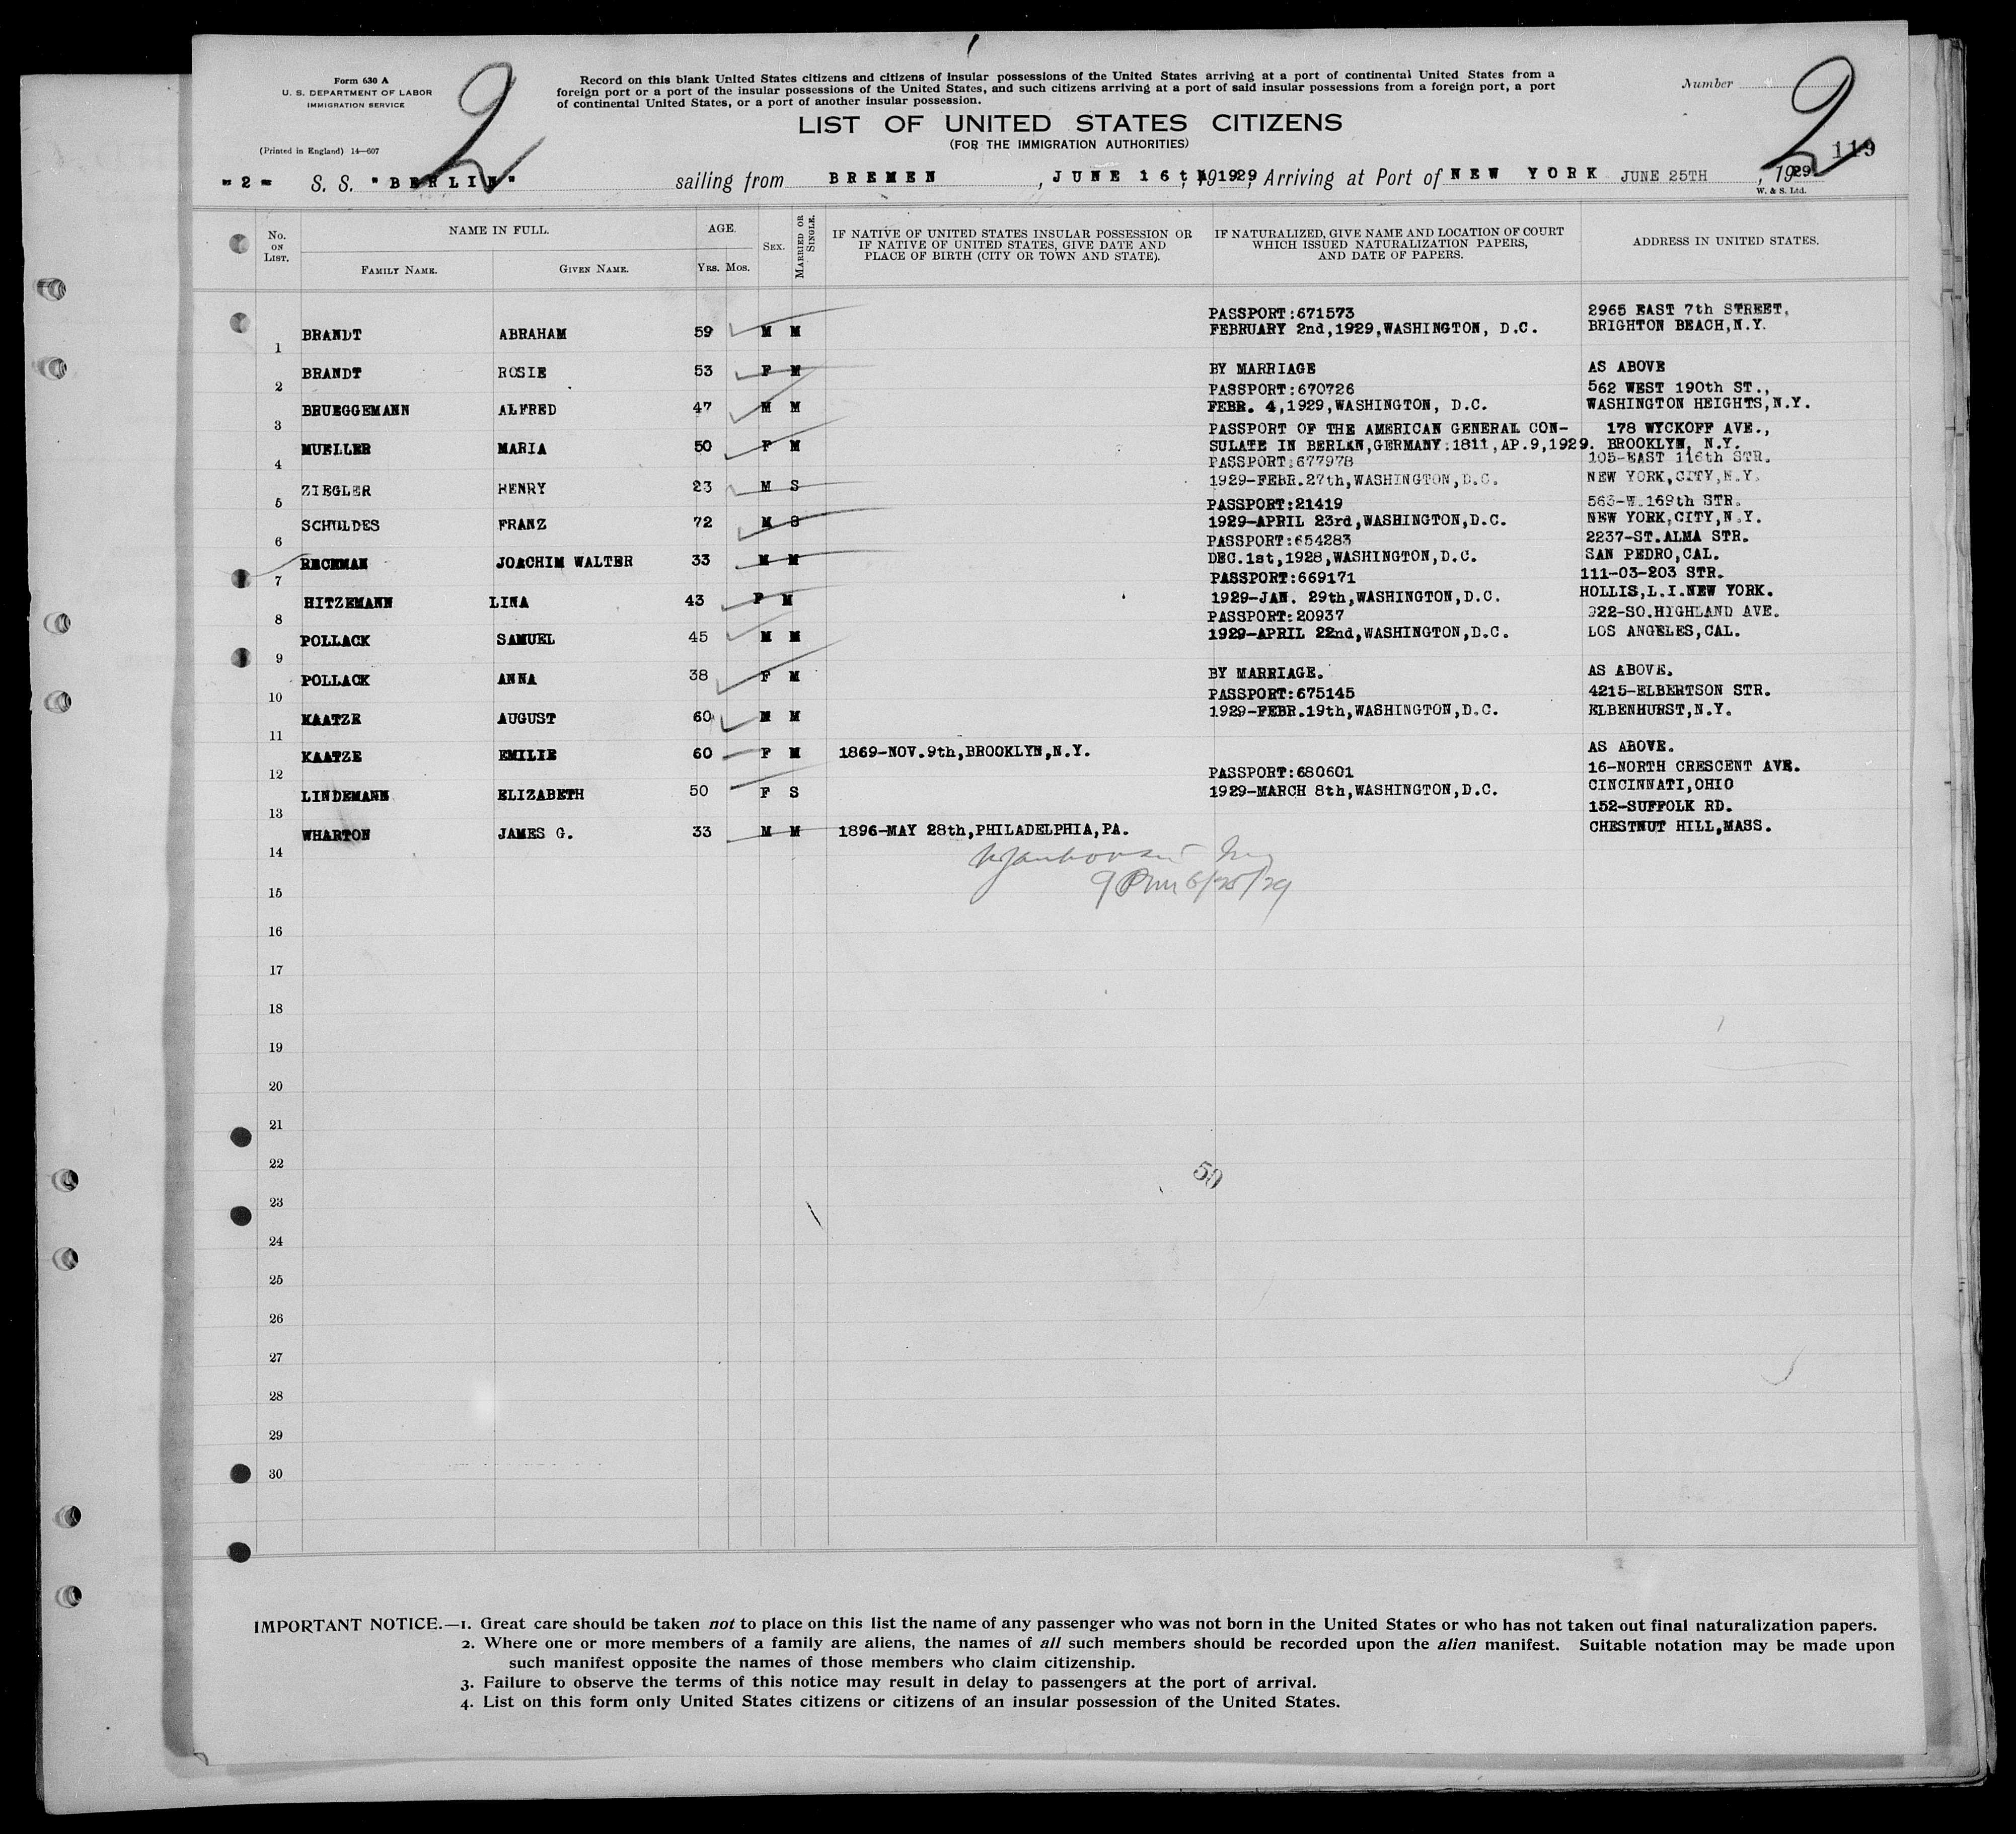 Form 630 A
U. S. DEPARTMENT OF LABOR
IMMIGRATION SERVICE
(Printed in England) 14—607
2
Record on this blank United States citizens and citizens of insular possessions of the United States arriving at a port of continental United States from a
foreign port or a port of the insular possessions of the United States, and such citizens arriving at a port of said insular possessions from a foreign port, a port
of continental United States, or a port of another insular possession.
LIST OF UNITED STATES CITIZENS
(FOR THE IMMIGRATION AUTHORITIES)
Number
2
119
"2" S. S. "BERLIN" sailing from BREMEN, JUNE 16th, 1929, Arriving at Port of NEW YORK JUNE 25TH, 1929
W. & S. Ltd.
No. ON LIST. NAME IN FULL. FAMILY NAME. GIVEN NAME. AGE. YRS. MOS. SEX. MARRIED OR SINGLE. IF NATIVE OF UNITED STATES INSULAR POSSESSION OR IF NATIVE OF UNITED STATES, GIVE DATE AND PLACE OF BIRTH (CITY OR TOWN AND STATE). IF NATURALIZED, GIVE NAME AND LOCATION OF COURT WHICH ISSUED NATURALIZATION PAPERS, AND DATE OF PAPERS. ADDRESS IN UNITED STATES.
PASSPORT:671573 2965 EAST 7th STREET,
1 BRANDT ABRAHAM 59 M M FEBRUARY 2nd,1929,WASHINGTON, D.C. BRIGHTON BEACH,N.Y.
2 BRANDT ROSIE 53 F M BY MARRIAGE AS ABOVE
PASSPORT:670726 562 WEST 190th ST.,
3 BRUEGGEMANN ALFRED 47 M M FEBR. 4,1929,WASHINGTON, D.C. WASHINGTON HEIGHTS,N.Y.
PASSPORT OF THE AMERICAN GENERAL CON- 178 WYCKOFF AVE.,
4 MUELLER MARIA 50 F M SULATE IN BERLIN,GERMANY:1811,AP.9,1929. BROOKLYN, N.Y.
PASSPORT:677978 105-EAST 116th STR.
5 ZIEGLER HENRY 23 M S 1929-FEBR.27th,WASHINGTON,D.C. NEW YORK,CITY,N.Y.
PASSPORT:21419 563-W.169th STR.
6 SCHULDES FRANZ 72 M S 1929-APRIL 23rd,WASHINGTON,D.C. NEW YORK,CITY,N.Y.
PASSPORT:654283 2237-ST.ALMA STR.
7 BECKMAN JOACHIM WALTER 33 M M DEC.1st,1928,WASHINGTON,D.C. SAN PEDRO,CAL.
PASSPORT:669171 111-03-203 STR.
8 HITZEMANN LINA 43 F M 1929-JAN. 29th,WASHINGTON,D.C. HOLLIS,L.I.NEW YORK.
PASSPORT:20937 922-SO.HIGHLAND AVE.
9 POLLACK SAMUEL 45 M M 1929-APRIL 22nd,WASHINGTON,D.C. LOS ANGELES,CAL.
10 POLLACK ANNA 38 F M BY MARRIAGE. AS ABOVE.
PASSPORT:675145 4215-ELBERTSON STR.
11 KAATZE AUGUST 60 M M 1929-FEBR.19th,WASHINGTON,D.C. ELBENHURST,N.Y.
12 KAATZE EMILIE 60 F M 1869-NOV.9th,BROOKLYN,N.Y. AS ABOVE.
PASSPORT:680601 16-NORTH CRESCENT AVE.
13 LINDEMANN ELIZABETH 50 F S 1929-MARCH 8th,WASHINGTON,D.C. CINCINNATI,OHIO
152-SUFFOLK RD.
14 WHARTON JAMES G. 33 M M 1896-MAY 28th,PHILADELPHIA,PA. CHESTNUT HILL,MASS.
9 PM 6/25/29
15
16
17
18
19
20
21
22
50
23
24
25
26
27
28
29
30
IMPORTANT NOTICE.—1. Great care should be taken not to place on this list the name of any passenger who was not born in the United States or who has not taken out final naturalization papers.
2. Where one or more members of a family are aliens, the names of all such members should be recorded upon the alien manifest. Suitable notation may be made upon
such manifest opposite the names of those members who claim citizenship.
3. Failure to observe the terms of this notice may result in delay to passengers at the port of arrival.
4. List on this form only United States citizens or citizens of an insular possession of the United States.